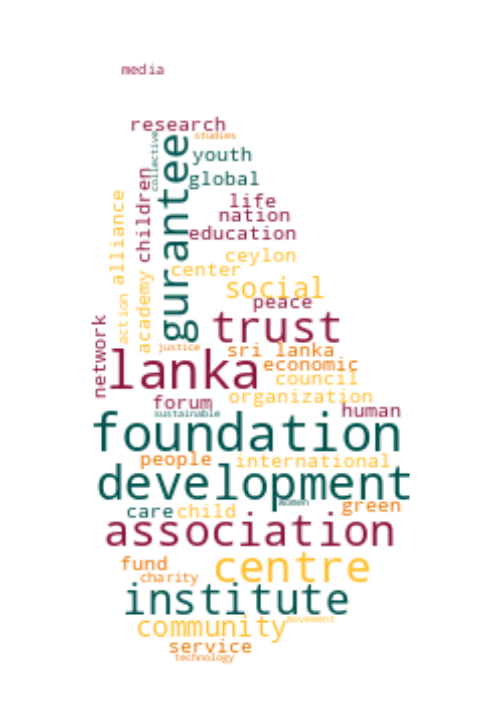 media
research
studies
collective
gurantee
youth
children
global
alliance
life
nation
education
ceylon
center
academy
action
social
peace
trust
network
justice
sri lanka
lanka
economic
council
organization
forum
human
sustainable
foundation
people
international
development
women
green
care
child
association
centre
fund
charity
institute
community
movement
service
technology